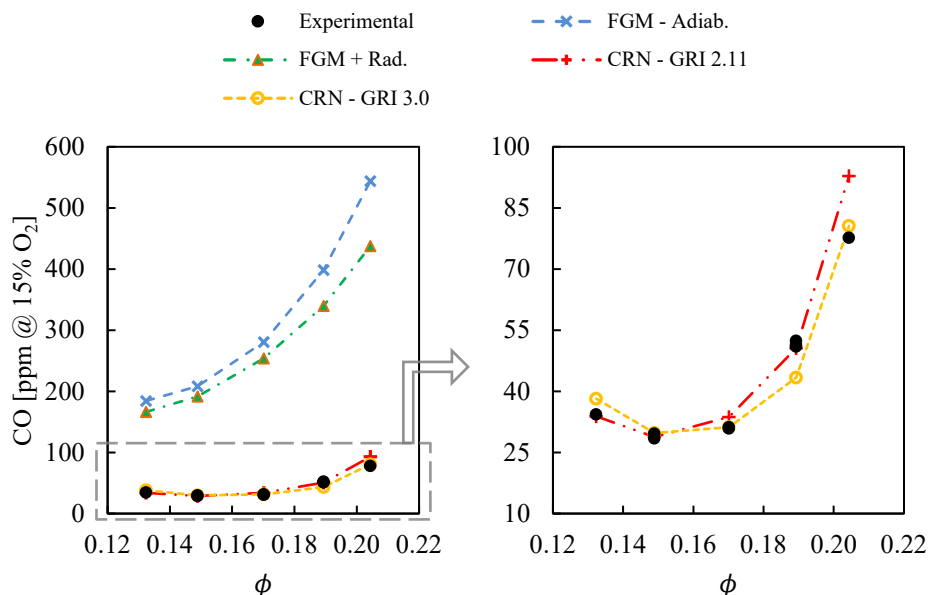 Experimental
FGM - Adiab.
FGM + Rad.
CRN - GRI 2.11
CRN - GRI 3.0
CO [ppm @ 15% O₂]
600
500
400
300
200
100
0
0.12 0.14 0.16 0.18 0.20 0.22
ϕ
100
85
70
55
40
25
10
0.12 0.14 0.16 0.18 0.20 0.22
ϕ